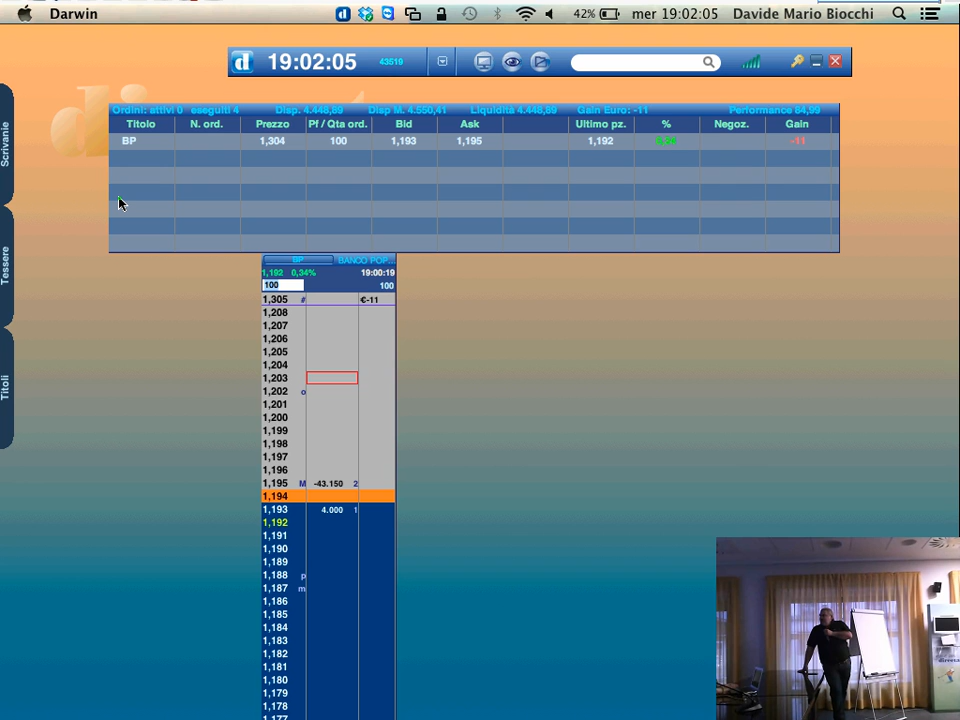 Darwin 42% mer 19:02:05 Davide Mario Biocchi
d 19:02:05 43519
Scrivanie
Tessere
Titoli
Ordini: attivi 0 eseguiti 4 Disp. 4.448,89 Disp M. 4.550,41 Liquidità 4.448,89 Gain Euro: -11 Performance 84,99
Titolo N. ord. Prezzo Pf / Qta ord. Bid Ask Ultimo pz. % Negoz. Gain
BP 1,304 100 1,193 1,195 1,192 -11
BP BANCO POP...
1,192 0,34% 19:00:19
100 100
1,305 # €-11
1,208
1,207
1,206
1,205
1,204
1,203
1,202 o
1,201
1,200
1,199
1,198
1,197
1,196
1,195 M -43.150 2
1,194
1,193 4.000 1
1,192
1,191
1,190
1,189
1,188 p
1,187 m
1,186
1,185
1,184
1,183
1,182
1,181
1,180
1,179
1,178
1,177